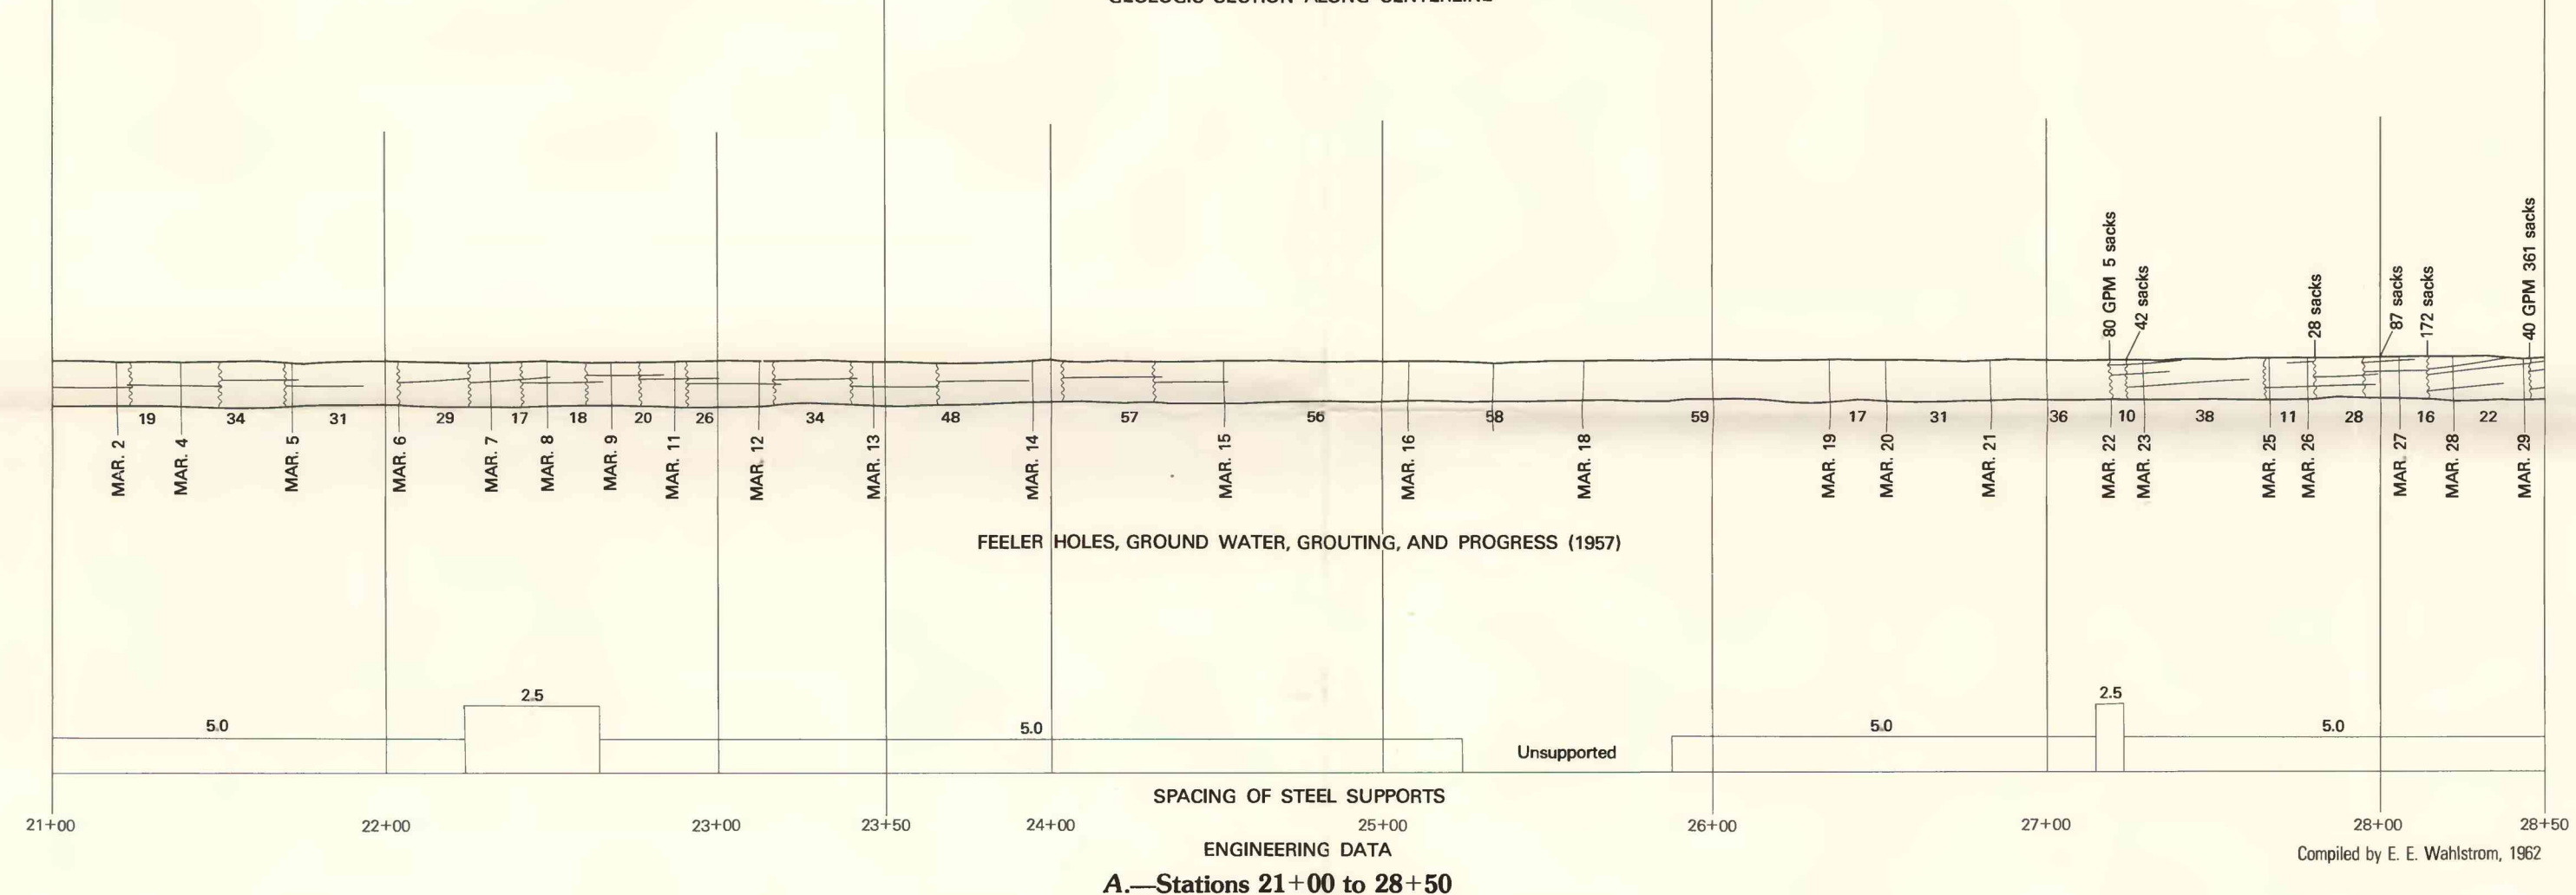 80 GPM 5 sacks
42 sacks
28 sacks
87 sacks
172 sacks
40 GPM 361 sacks
19 34 31 29 17 18 20 26 34 48 57 56 58 59 17 31 36 10 38 11 28 16 22
MAR. 2 MAR. 4 MAR. 5 MAR. 6 MAR. 7 MAR. 8 MAR. 9 MAR. 11 MAR. 12 MAR. 13 MAR. 14 MAR. 15 MAR. 16 MAR. 18 MAR. 19 MAR. 20 MAR. 21 MAR. 22 MAR. 23 MAR. 25 MAR. 26 MAR. 27 MAR. 28 MAR. 29
FEELER HOLES, GROUND WATER, GROUTING, AND PROGRESS (1957)
2.5 2.5
5.0 5.0 5.0 5.0
Unsupported
SPACING OF STEEL SUPPORTS
21+00 22+00 23+00 23+50 24+00 25+00 26+00 27+00 28+00 28+50
ENGINEERING DATA
Compiled by E. E. Wahlstrom, 1962
A.—Stations 21+00 to 28+50